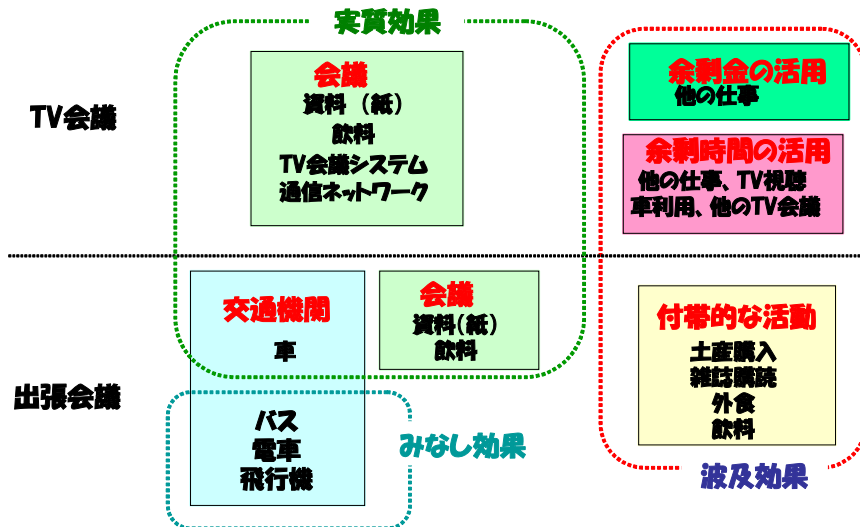 実質効果
TV会議
会議
資料（紙）
飲料
TV会議システム
通信ネットワーク
余剰金の活用
他の仕事
余剰時間の活用
他の仕事、TV視聴
車利用、他のTV会議
出張会議
交通機関
車
バス
電車
飛行機
会議
資料(紙)
飲料
みなし効果
付帯的な活動
土産購入
雑誌購読
外食
飲料
波及効果